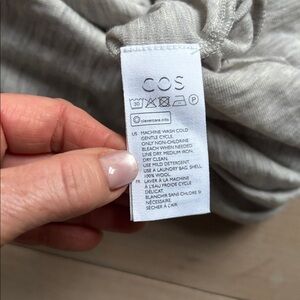 COS
30 P
clevercare.info
US MACHINE WASH COLD
GENTLE CYCLE.
ONLY NON-CHLORINE
BLEACH WHEN NEEDED.
LINE DRY. MEDIUM IRON.
DRY CLEAN.
USE MILD DETERGENT.
USE A LAUNDRY BAG. SHELL
100% WOOL
FR LAVER À LA MACHINE
À L'EAU FROIDE CYCLE
DÉLICAT.
BLANCHIR SANS CHLORE SI
NÉCESSAIRE.
SÉCHER À L'AIR